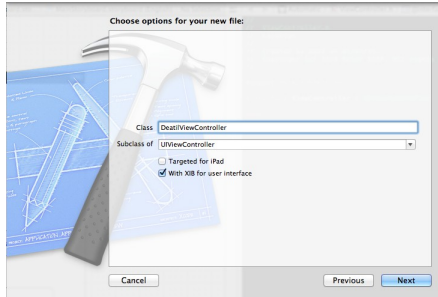 Choose options for your new file:
Class DeatilViewController
Subclass of UIViewController
Targeted for iPad
With XIB for user interface
Cancel Previous Next